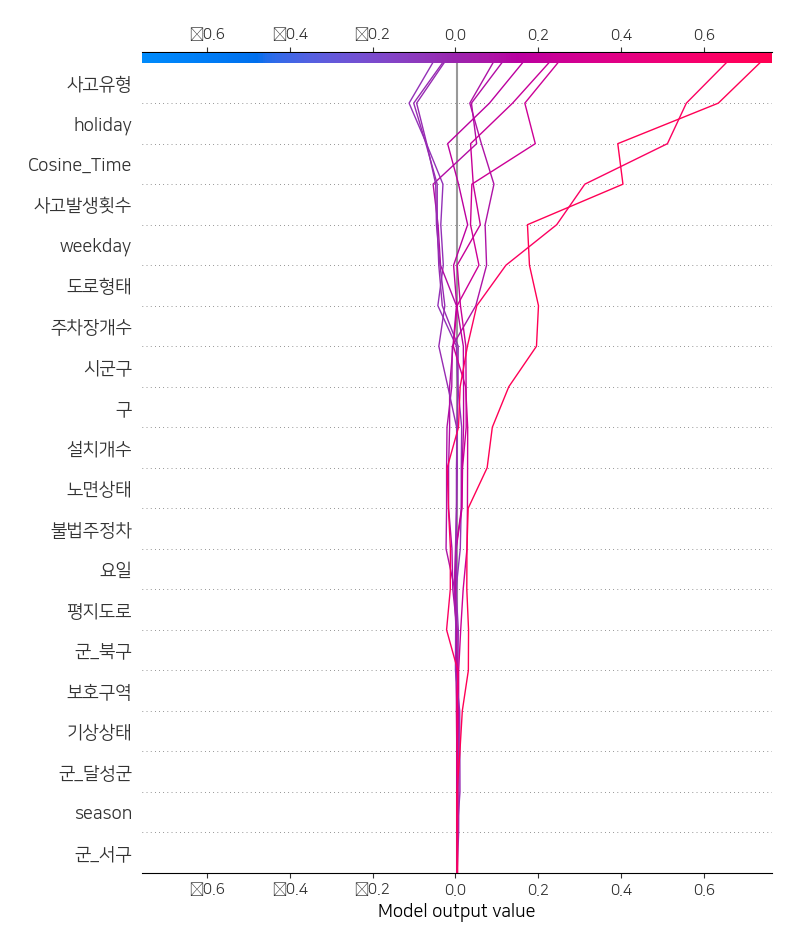 0.6 0.4 0.2 0.0 0.2 0.4 0.6
사고유형
holiday
Cosine_Time
사고발생횟수
weekday
도로형태
주차장개수
시군구
구
설치개수
노면상태
불법주정차
요일
평지도로
군_북구
보호구역
기상상태
군_달성군
season
군_서구
0.6 0.4 0.2 0.0 0.2 0.4 0.6
Model output value